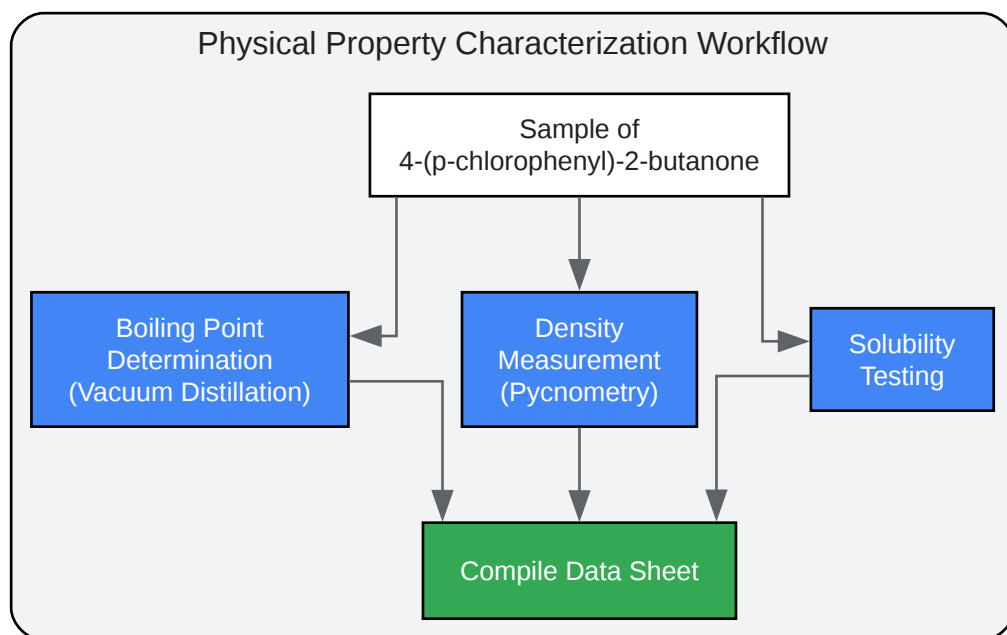 Physical Property Characterization Workflow
Sample of
4-(p-chlorophenyl)-2-butanone
Boiling Point
Determination
(Vacuum Distillation)
Density
Measurement
(Pycnometry)
Solubility
Testing
Compile Data Sheet